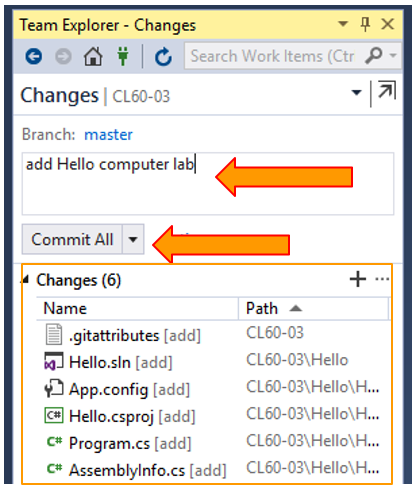 Team Explorer - Changes
Search Work Items (Ctr
Changes | CL60-03
Branch: master
add Hello computer lab
Commit All
Changes (6)
Name Path
.gitattributes [add] CL60-03
Hello.sln [add] CL60-03\Hello
App.config [add] CL60-03\Hello\H...
C# Hello.csproj [add] CL60-03\Hello\H...
C# Program.cs [add] CL60-03\Hello\H...
C# AssemblyInfo.cs [add] CL60-03\Hello\H...